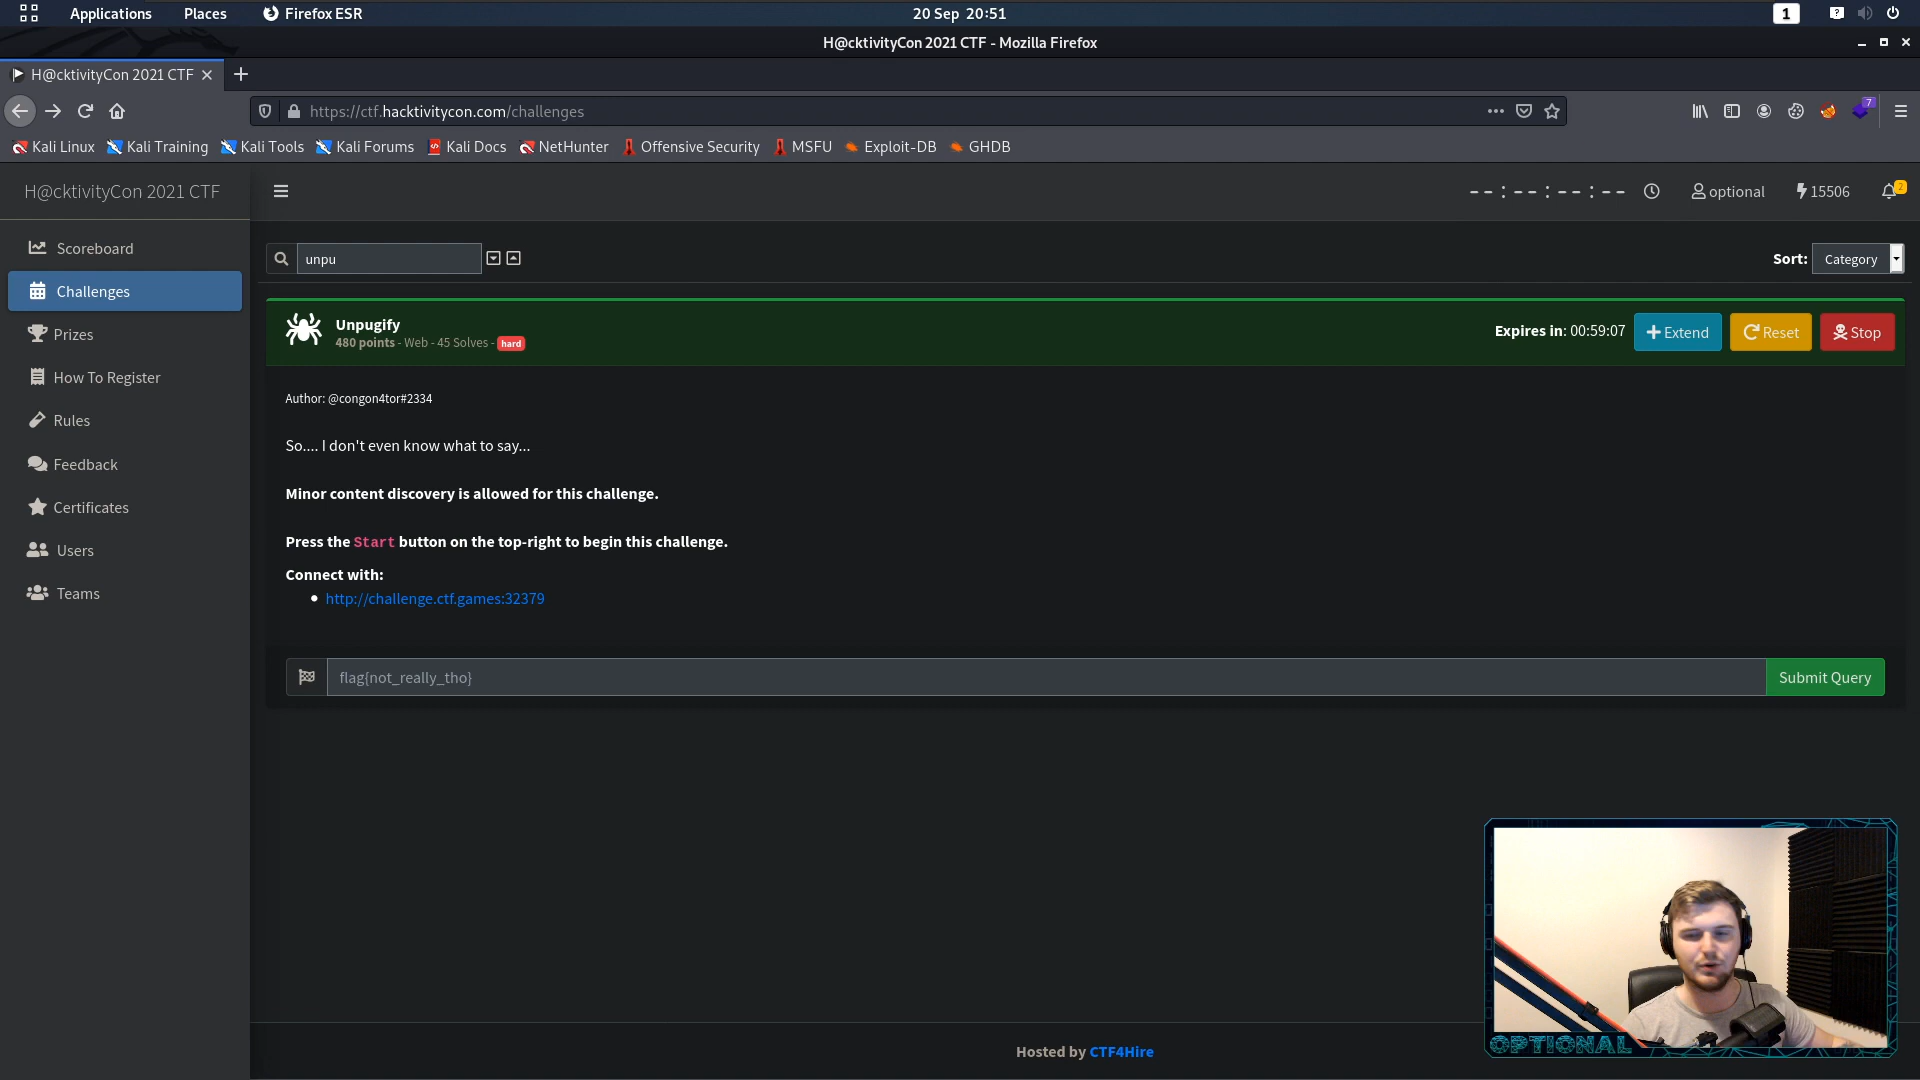 Applications Places Firefox ESR 20 Sep 20:51 1
H@cktivityCon 2021 CTF - Mozilla Firefox
H@cktivityCon 2021 CTF
https://ctf.hacktivitycon.com/challenges 7
Kali Linux Kali Training Kali Tools Kali Forums Kali Docs NetHunter Offensive Security MSFU Exploit-DB GHDB
H@cktivityCon 2021 CTF --:--:--:-- optional 15506 2
Scoreboard
Challenges
Prizes
How To Register
Rules
Feedback
Certificates
Users
Teams
unpu Sort: Category
Unpugify
480 points - Web - 45 Solves - hard
Expires in: 00:59:07 Extend Reset Stop
Author: @congon4tor#2334
So.... I don't even know what to say...
Minor content discovery is allowed for this challenge.
Press the Start button on the top-right to begin this challenge.
Connect with:
http://challenge.ctf.games:32379
flag{not_really_tho} Submit Query
OPTIONAL
Hosted by CTF4Hire